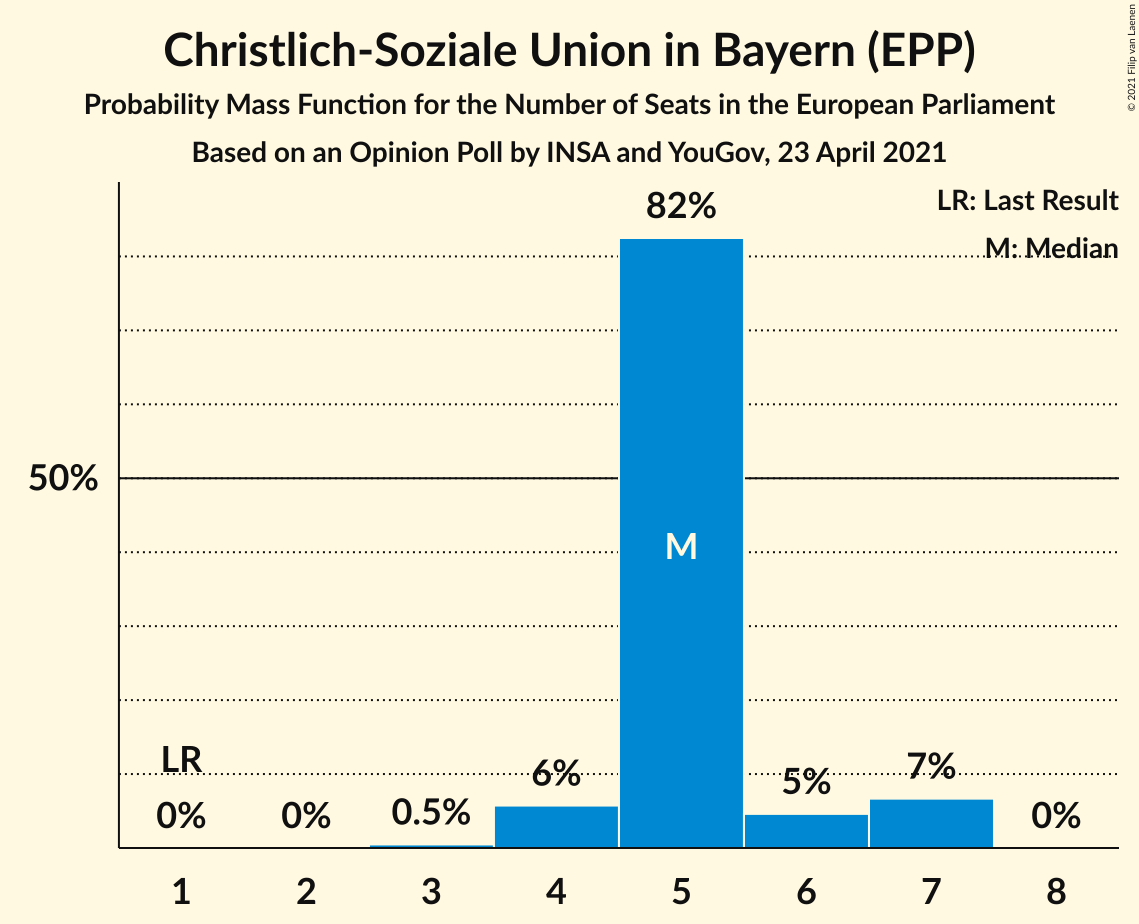 Christlich-Soziale Union in Bayern (EPP)
Probability Mass Function for the Number of Seats in the European Parliament
Based on an Opinion Poll by INSA and YouGov, 23 April 2021
© 2021 Filip van Laenen
LR: Last Result
M: Median
82%
50%
M
LR
0%
0%
0.5%
6%
5%
7%
0%
1 2 3 4 5 6 7 8